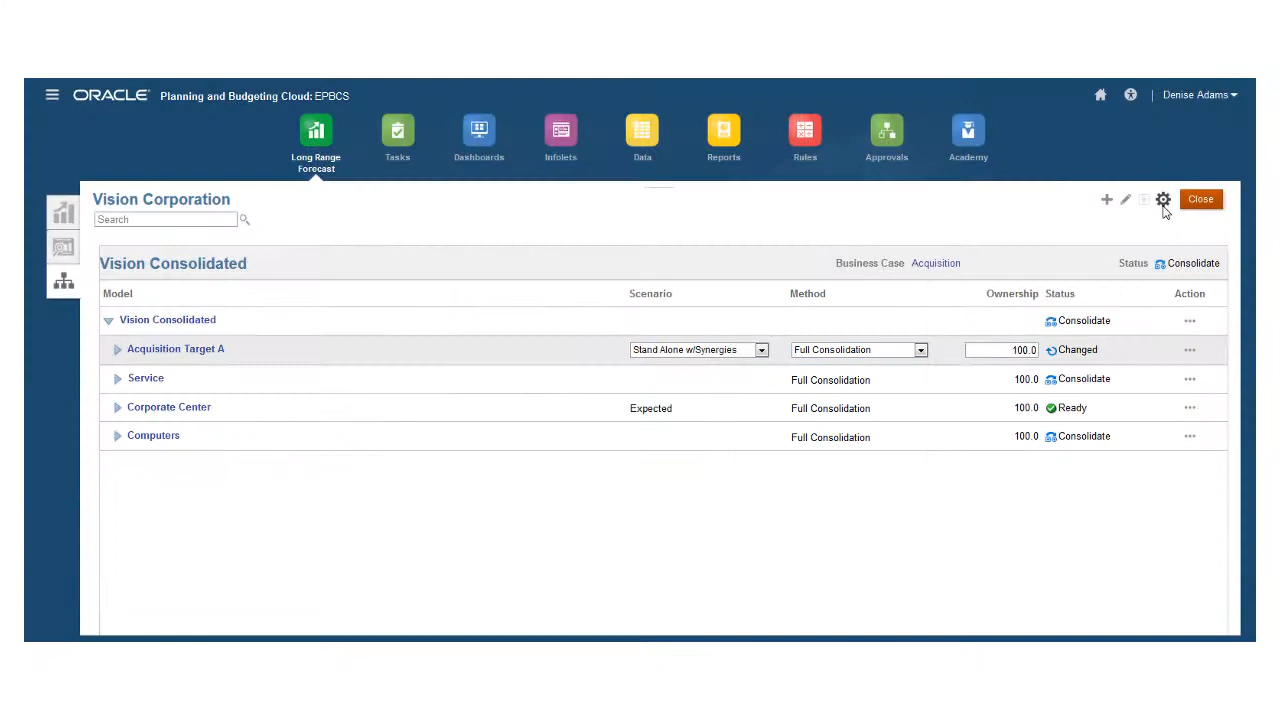 ORACLE Planning and Budgeting Cloud: EPBCS
Denise Adams
Long Range Forecast
Tasks
Dashboards
Infolets
Data
Reports
Rules
Approvals
Academy
Vision Corporation
Close
Search
Vision Consolidated
Business Case Acquisition
Status Consolidate
Model Scenario Method Ownership Status Action
Vision Consolidated Consolidate
Acquisition Target A Stand Alone w/Synergies Full Consolidation 100.0 Changed
Service Full Consolidation 100.0 Consolidate
Corporate Center Expected Full Consolidation 100.0 Ready
Computers Full Consolidation 100.0 Consolidate